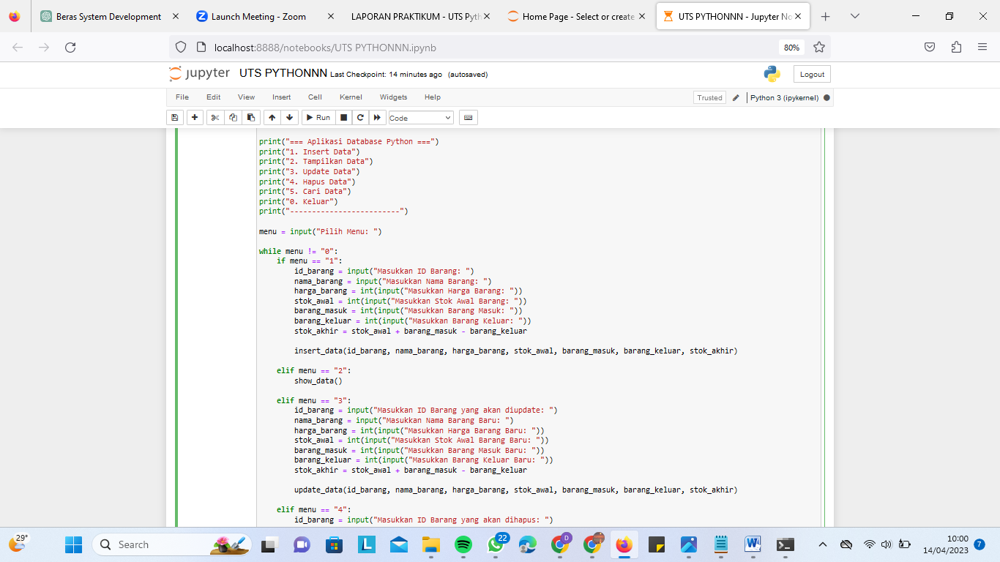 Beras System Development
Launch Meeting - Zoom
LAPORAN PRAKTIKUM - UTS Pyth
Home Page - Select or create
UTS PYTHONNN - Jupyter No
localhost:8888/notebooks/UTS PYTHONNN.ipynb
80%
jupyter UTS PYTHONNN Last Checkpoint: 14 minutes ago (autosaved)
Logout
File Edit View Insert Cell Kernel Widgets Help
Trusted
Python 3 (ipykernel)
Run
Code
print("=== Aplikasi Database Python ===")
print("1. Insert Data")
print("2. Tampilkan Data")
print("3. Update Data")
print("4. Hapus Data")
print("5. Cari Data")
print("0. Keluar")
print("-------------------------")
menu = input("Pilih Menu: ")
while menu != "0":
if menu == "1":
id_barang = input("Masukkan ID Barang: ")
nama_barang = input("Masukkan Nama Barang: ")
harga_barang = int(input("Masukkan Harga Barang: "))
stok_awal = int(input("Masukkan Stok Awal Barang: "))
barang_masuk = int(input("Masukkan Barang Masuk: "))
barang_keluar = int(input("Masukkan Barang Keluar: "))
stok_akhir = stok_awal + barang_masuk - barang_keluar
insert_data(id_barang, nama_barang, harga_barang, stok_awal, barang_masuk, barang_keluar, stok_akhir)
elif menu == "2":
show_data()
elif menu == "3":
id_barang = input("Masukkan ID Barang yang akan diupdate: ")
nama_barang = input("Masukkan Nama Barang Baru: ")
harga_barang = int(input("Masukkan Harga Barang Baru: "))
stok_awal = int(input("Masukkan Stok Awal Barang Baru: "))
barang_masuk = int(input("Masukkan Barang Masuk Baru: "))
barang_keluar = int(input("Masukkan Barang Keluar Baru: "))
stok_akhir = stok_awal + barang_masuk - barang_keluar
update_data(id_barang, nama_barang, harga_barang, stok_awal, barang_masuk, barang_keluar, stok_akhir)
elif menu == "4":
id_barang = input("Masukkan ID Barang yang akan dihapus: ")
29°
Search
22
10:00
14/04/2023
7